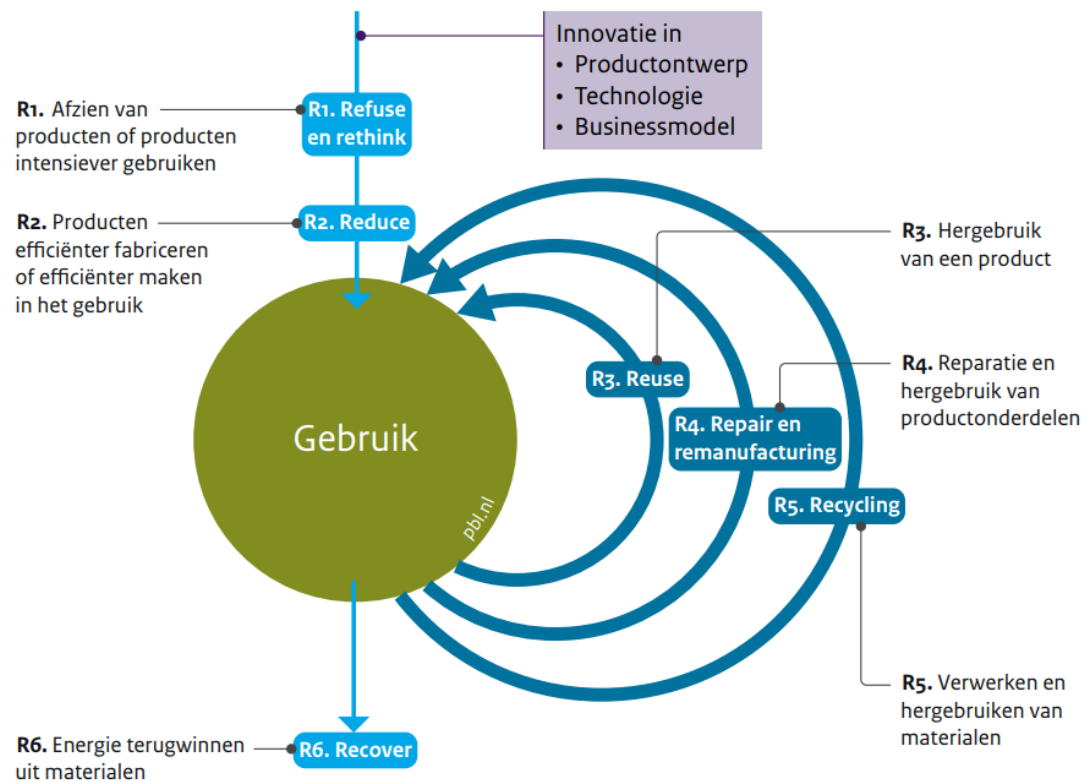 Innovatie in
• Productontwerp
• Technologie
• Businessmodel
R1. Afzien van
producten of producten
intensiever gebruiken
R1. Refuse
en rethink
R2. Producten
efficiënter fabriceren
of efficiënter maken
in het gebruik
R2. Reduce
R3. Hergebruik
van een product
R3. Reuse
R4. Reparatie en
hergebruik van
productonderdelen
R4. Repair en
remanufacturing
Gebruik
pbl.nl
R5. Recycling
R5. Verwerken en
hergebruiken van
materialen
R6. Energie terugwinnen
uit materialen
R6. Recover